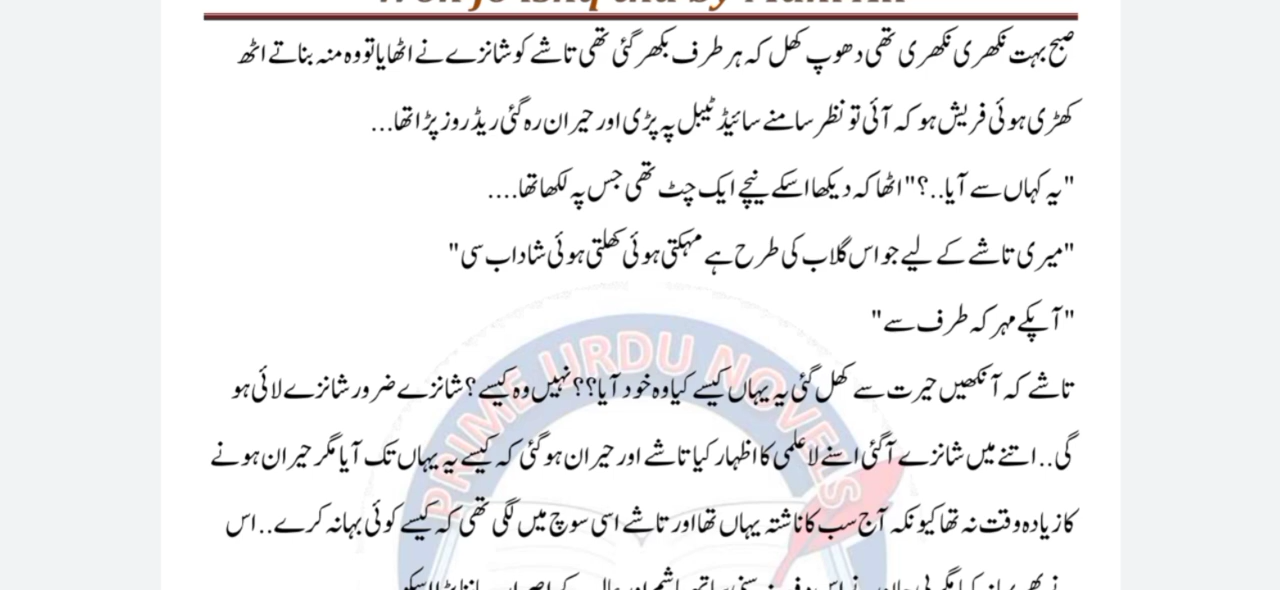 صبح بہت نکھری نکھری تھی دھوپ کھل کہ ہر طرف بکھر گئی تھی تاشے کو شانزے نے اٹھایا تو وہ منہ بناتے اٹھ
کھڑی ہوئی فریش ہو کہ آئی تو نظر سامنے سائیڈ ٹیبل پہ پڑی اور حیران رہ گئی ریڈ روز پڑا تھا...
"یہ کہاں سے آیا..؟" اٹھا کہ دیکھا اسکے نیچے ایک چٹ تھی جس پہ لکھا تھا....
"میری تاشے کے لیے جو اس گلاب کی طرح ہے مہکتی ہوئی کھلتی ہوئی شاداب سی"
"آپکے مہر کہ طرف سے"
تاشے کہ آنکھیں حیرت سے کھل گئی یہ یہاں کیسے کیا وہ خود آیا؟؟ نہیں وہ کیسے؟ شانزے ضرور شانزے لائی ہو
گی.. اتنے میں شانزے آگئی اسنے لاعلمی کا اظہار کیا تاشے اور حیران ہوگئی کہ کیسے یہ یہاں تک آیا مگر حیران ہونے
کا زیادہ وقت نہ تھا کیونکہ آج سب کا ناشتہ یہاں تھا اور تاشے اسی سوچ میں لگی تھی کہ کیسے کوئی بہانہ کرے.. اس
PRIME URDU NOVELS